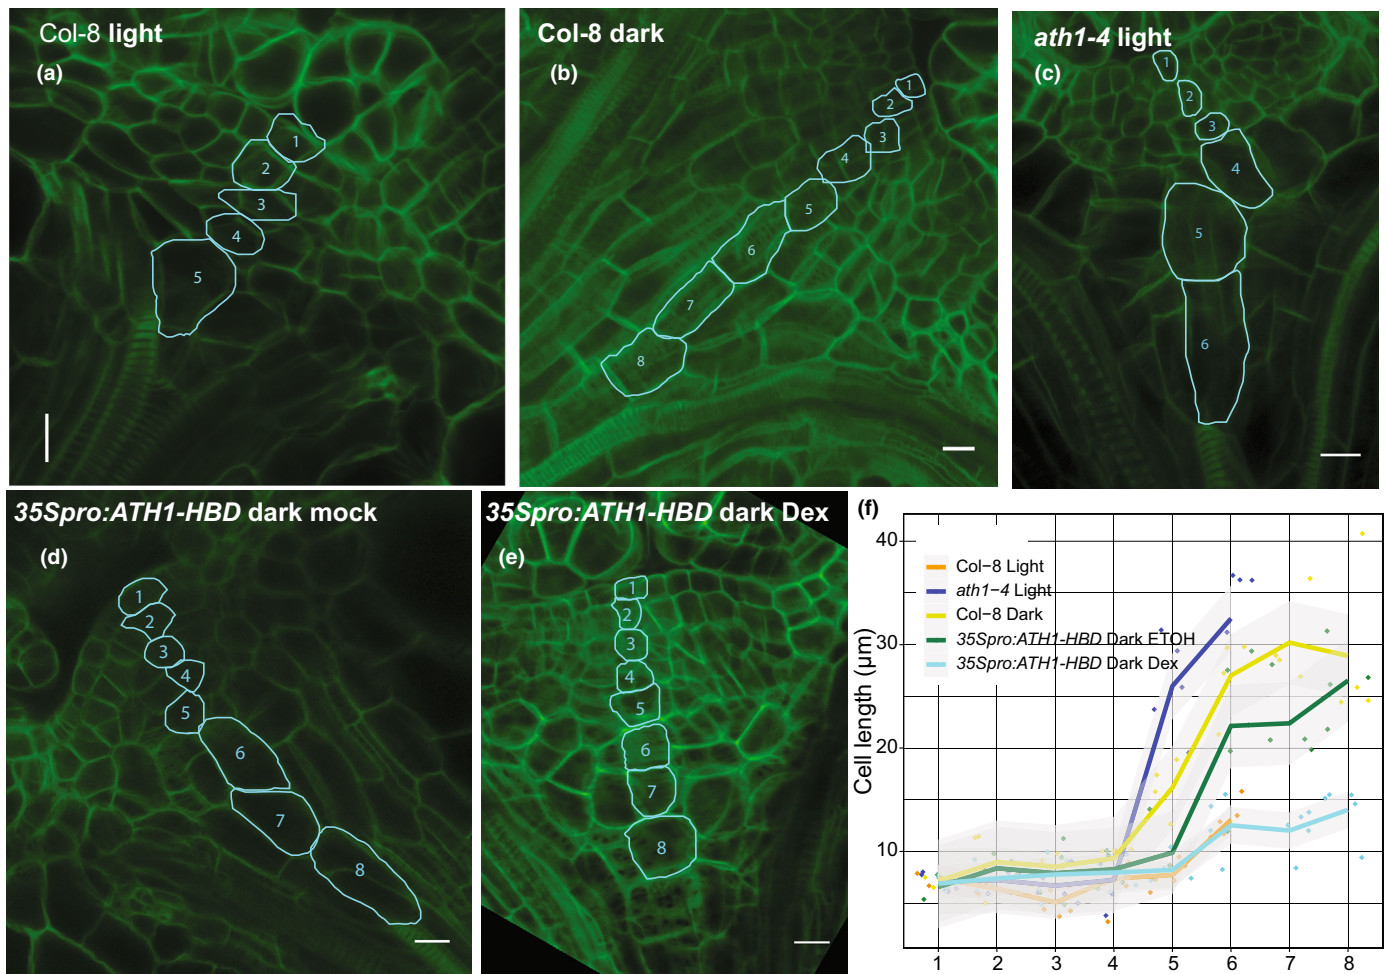 Col-8 light
(a)
1
2
3
4
5
Col-8 dark
(b)
1
2
3
4
5
6
7
8
ath1-4 light
(c)
1
2
3
4
5
6
35Spro:ATH1-HBD dark mock
(d)
1
2
3
4
5
6
7
8
35Spro:ATH1-HBD dark Dex
(e)
1
2
3
4
5
6
7
8
(f)
Cell length (µm)
40
30
20
10
Col−8 Light
ath1−4 Light
Col−8 Dark
35Spro:ATH1-HBD Dark ETOH
35Spro:ATH1-HBD Dark Dex
1 2 3 4 5 6 7 8